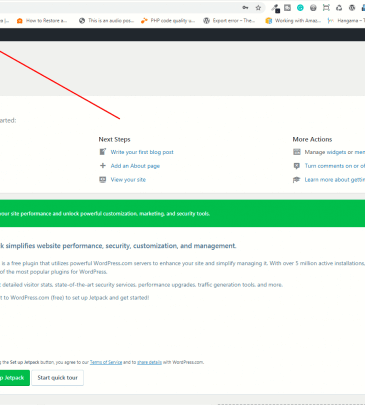 How to Restore a...
This is an audio pos...
PHP code quality u...
Export error – The...
Working with Amaz...
Hangama – The...
arted:
Next Steps
More Actions
Write your first blog post
Manage widgets or men
Add an About page
Turn comments on or of
View your site
Learn more about gettin
your site performance and unlock powerful customization, marketing, and security tools.
k simplifies website performance, security, customization, and management.
is a free plugin that utilizes powerful WordPress.com servers to enhance your site and simplify managing it. With over 5 million active installations,
of the most popular plugins for WordPress.
detailed visitor stats, state-of-the-art security services, performance upgrades, traffic generation tools, and more.
t to WordPress.com (free) to set up Jetpack and get started!
ng the Set up Jetpack button, you agree to our Terms of Service and to share details with WordPress.com.
p Jetpack
Start quick tour